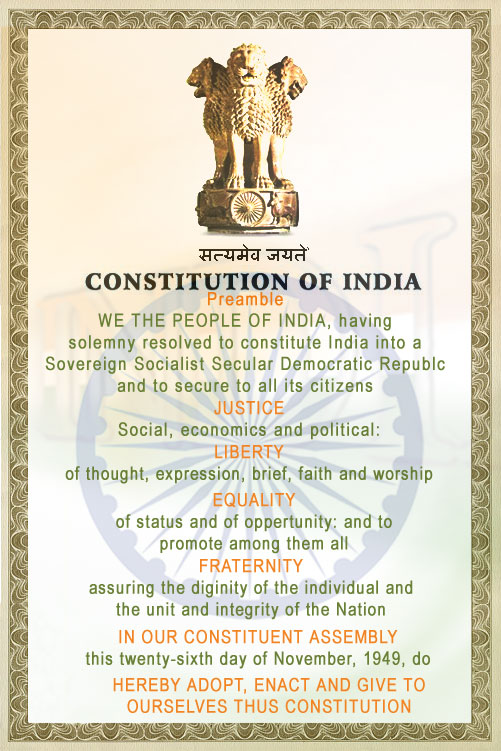 सत्यमेव जयते
CONSTITUTION OF INDIA
Preamble
WE THE PEOPLE OF INDIA, having
solemny resolved to constitute India into a
Sovereign Socialist Secular Democratic Republc
and to secure to all its citizens
JUSTICE
Social, economics and political:
LIBERTY
of thought, expression, brief, faith and worship
EQUALITY
of status and of oppertunity: and to
promote among them all
FRATERNITY
assuring the diginity of the individual and
the unit and integrity of the Nation
IN OUR CONSTITUENT ASSEMBLY
this twenty-sixth day of November, 1949, do
HEREBY ADOPT, ENACT AND GIVE TO
OURSELVES THUS CONSTITUTION